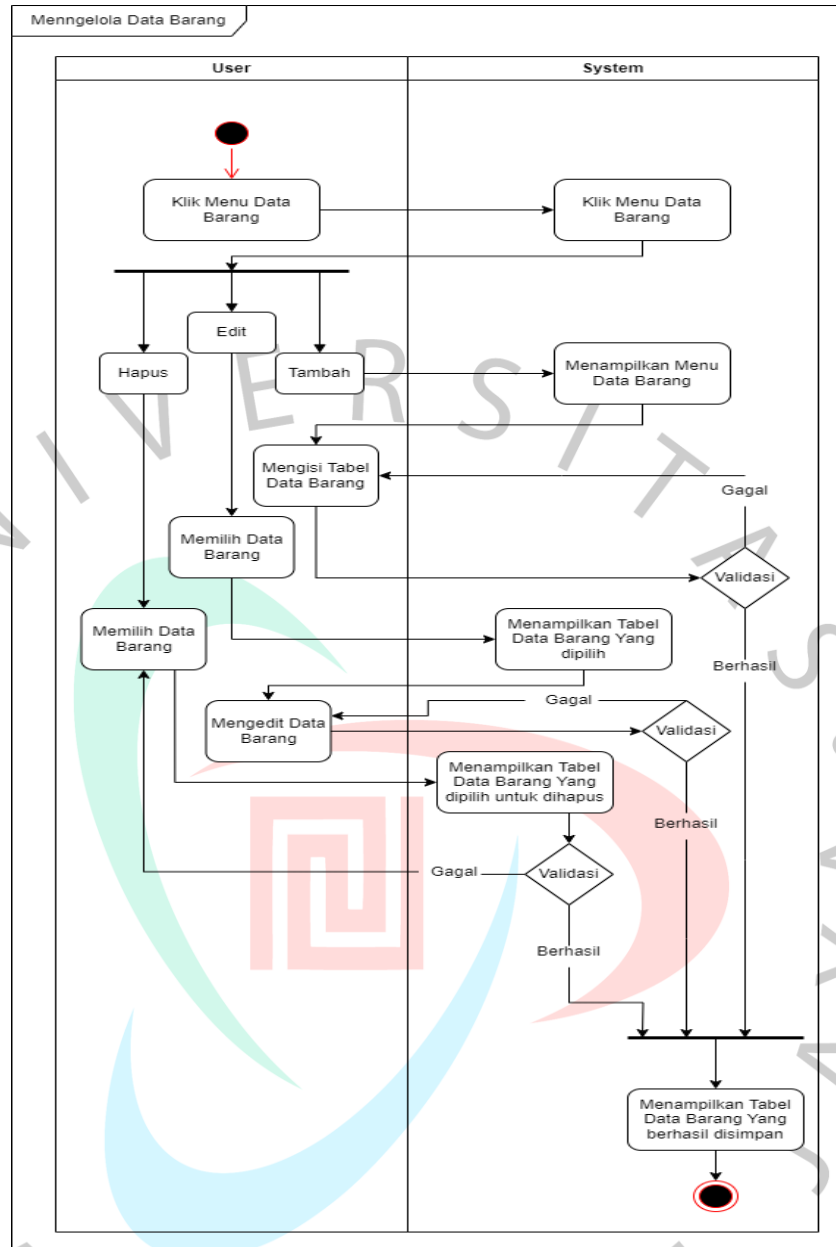 Menngelola Data Barang
User
System
Klik Menu Data
Barang
Klik Menu Data
Barang
Edit
Hapus
Tambah
Menampilkan Menu
Data Barang
Mengisi Tabel
Data Barang
Gagal
Memilih Data
Barang
Validasi
Memilih Data
Barang
Menampilkan Tabel
Data Barang Yang
dipilih
Berhasil
Mengedit Data
Barang
Gagal
Validasi
Menampilkan Tabel
Data Barang Yang
dipilih untuk dihapus
Berhasil
Gagal
Validasi
Berhasil
Menampilkan Tabel
Data Barang Yang
berhasil disimpan